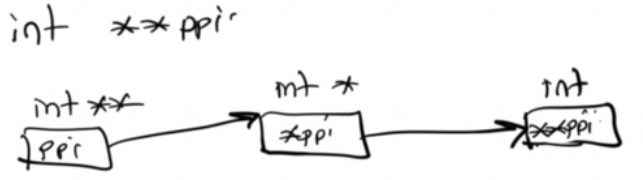 int **ppi
int ** int * int
ppi *ppi **ppi